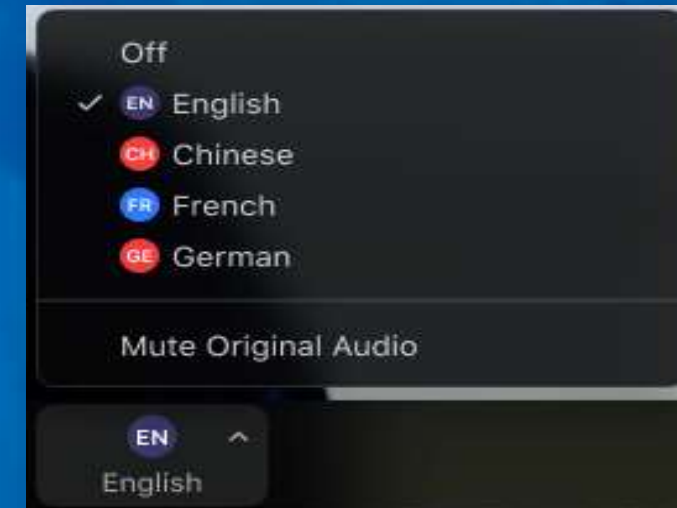 Off
EN English
CH Chinese
FR French
GE German
Mute Original Audio
EN
English